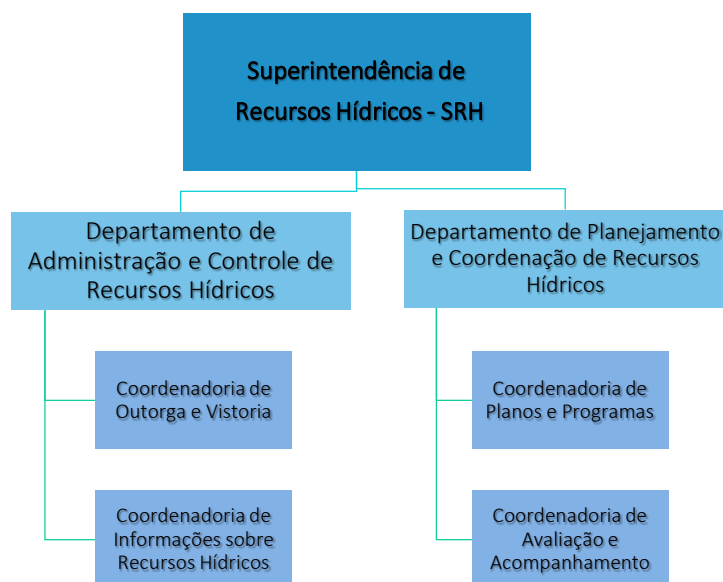 Superintendência de
Recursos Hídricos - SRH
Departamento de
Administração e Controle de
Recursos Hídricos
Departamento de Planejamento
e Coordenação de Recursos
Hídricos
Coordenadoria de
Outorga e Vistoria
Coordenadoria de
Planos e Programas
Coordenadoria de
Informações sobre
Recursos Hídricos
Coordenadoria de
Avaliação e
Acompanhamento